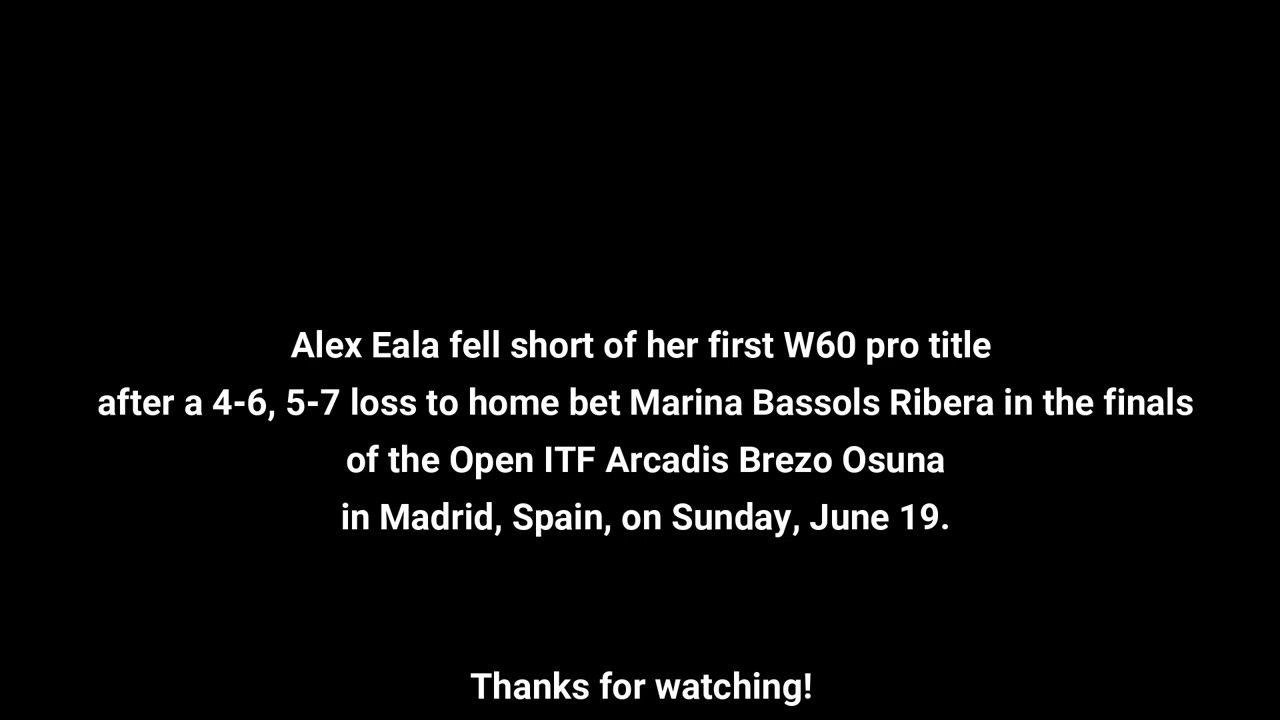 Alex Eala fell short of her first W60 pro title
after a 4-6, 5-7 loss to home bet Marina Bassols Ribera in the finals
of the Open ITF Arcadis Brezo Osuna
in Madrid, Spain, on Sunday, June 19.
Thanks for watching!